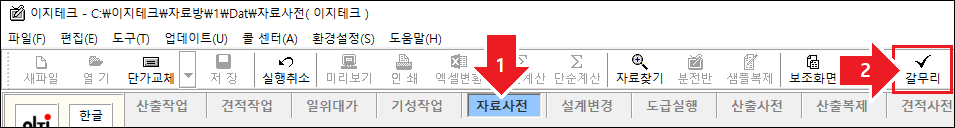 이지테크 - C:₩이지테크₩자료방₩1₩Dat₩자료사전( 이지테크 )
파일(F) 편집(E) 도구(T) 업데이트(U) 콜 센터(A) 환경설정(S) 도움말(H)
1
2
새파일 열 기 단가교체 저 장 실행취소 미리보기 인 쇄 엑셀변환 계산 단순계산 자료찾기 분전반 샘플복제 보조화면 갈무리
한글 산출작업 견적작업 일위대가 기성작업 자료사전 설계변경 도급실행 산출사전 산출복제 견적사전